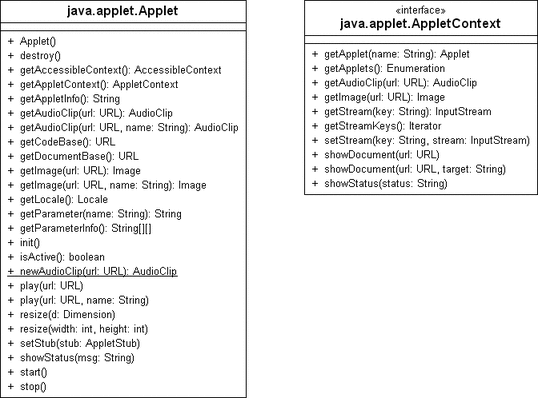 java.applet.Applet
+ Applet()
+ destroy()
+ getAccessibleContext(): AccessibleContext
+ getAppletContext(): AppletContext
+ getAppletInfo(): String
+ getAudioClip(url: URL): AudioClip
+ getAudioClip(url: URL, name: String): AudioClip
+ getCodeBase(): URL
+ getDocumentBase(): URL
+ getImage(url: URL): Image
+ getImage(url: URL, name: String): Image
+ getLocale(): Locale
+ getParameter(name: String): String
+ getParameterInfo(): String[][]
+ init()
+ isActive(): boolean
+ newAudioClip(url: URL): AudioClip
+ play(url: URL)
+ play(url: URL, name: String)
+ resize(d: Dimension)
+ resize(width: int, height: int)
+ setStub(stub: AppletStub)
+ showStatus(msg: String)
+ start()
+ stop()
«interface»
java.applet.AppletContext
+ getApplet(name: String): Applet
+ getApplets(): Enumeration
+ getAudioClip(url: URL): AudioClip
+ getImage(url: URL): Image
+ getStream(key: String): InputStream
+ getStreamKeys(): Iterator
+ setStream(key: String, stream: InputStream)
+ showDocument(url: URL)
+ showDocument(url: URL, target: String)
+ showStatus(status: String)